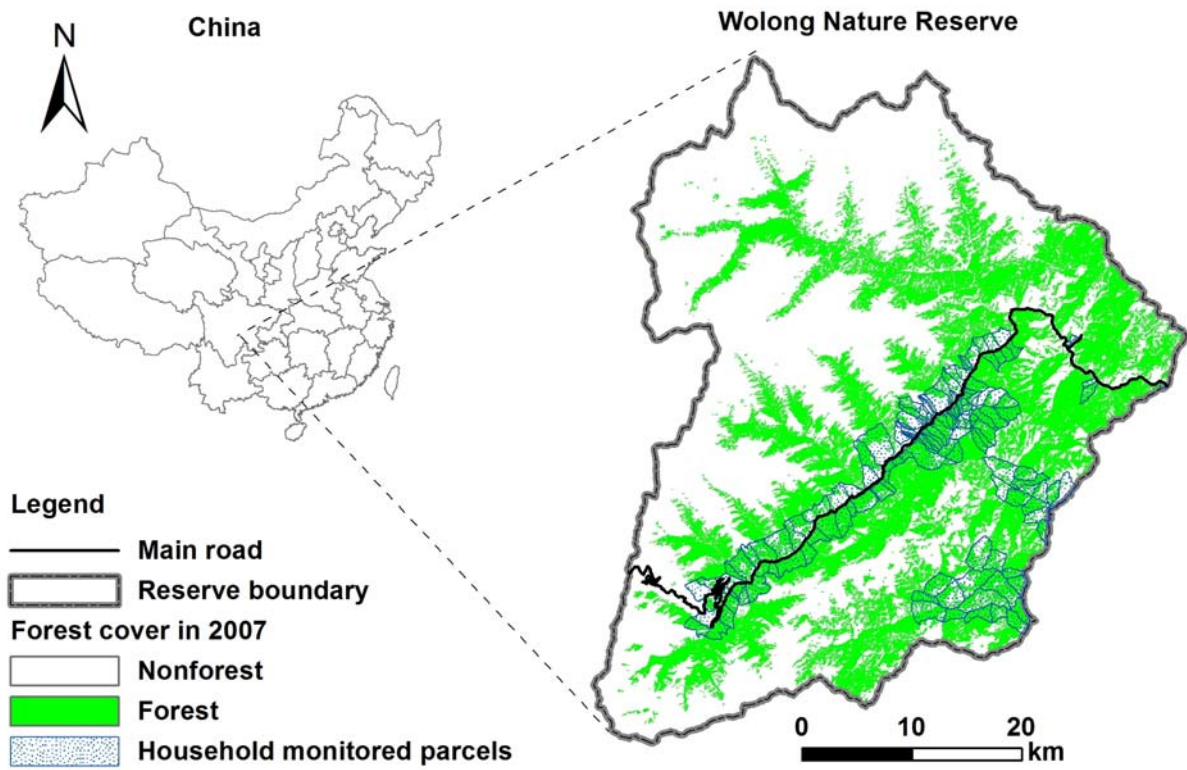 Wolong Nature Reserve
China
N
Legend
Main road
Reserve boundary
Forest cover in 2007
Nonforest
Forest
Household monitored parcels
0 10 20
km